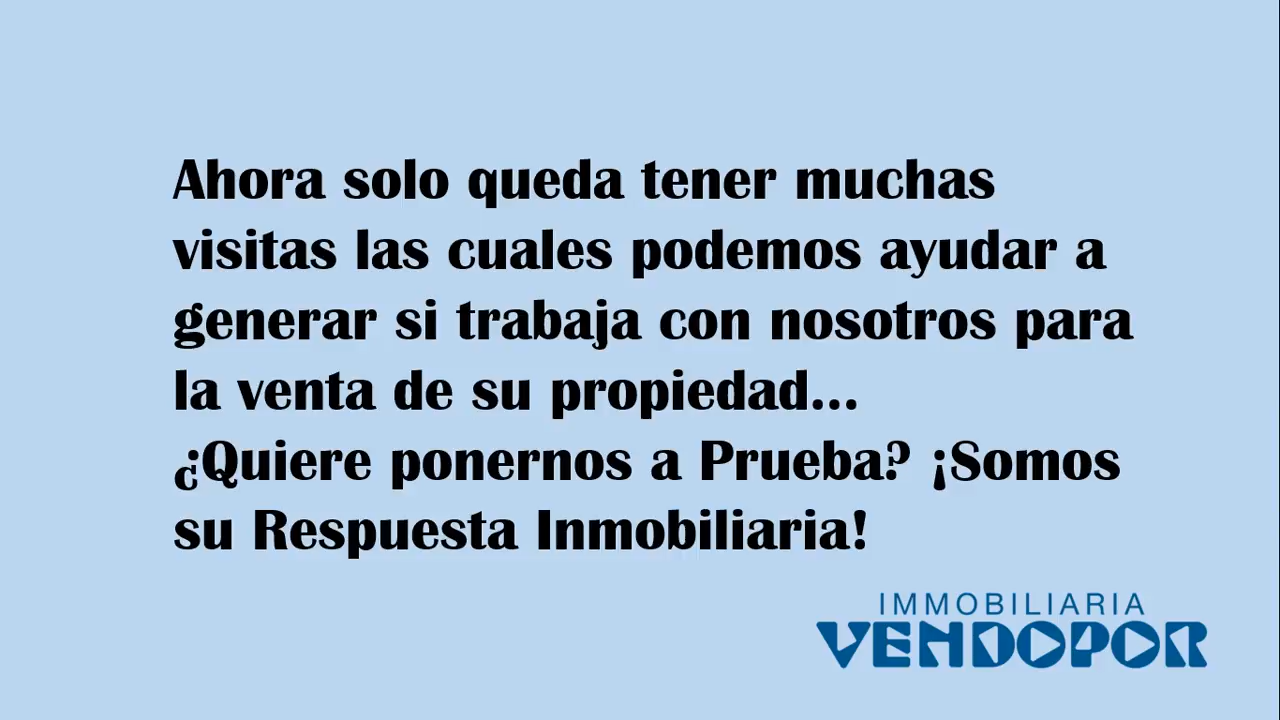 Ahora solo queda tener muchas
visitas las cuales podemos ayudar a
generar si trabaja con nosotros para
la venta de su propiedad...
¿Quiere ponernos a Prueba? ¡Somos
su Respuesta Inmobiliaria!
IMMOBILIARIA
VENDOPOR